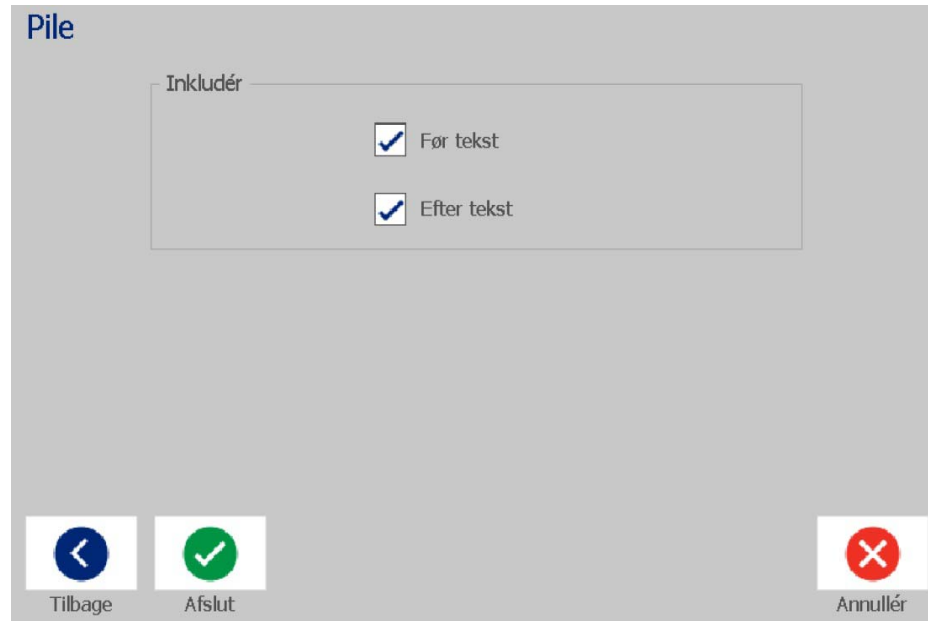 Pile
Inkludér
Før tekst
Efter tekst
Tilbage
Afslut
Annullér